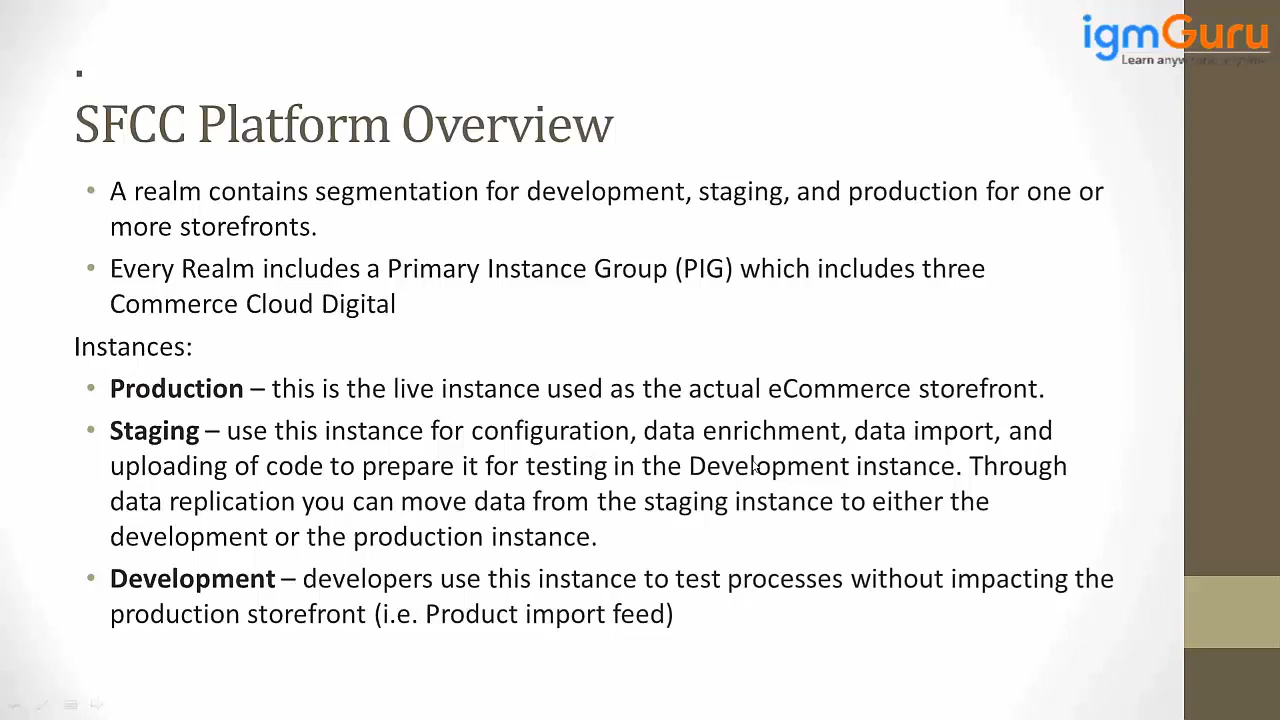 igmGuru
Learn anywhere anytime
.
SFCC Platform Overview
• A realm contains segmentation for development, staging, and production for one or
more storefronts.
• Every Realm includes a Primary Instance Group (PIG) which includes three
Commerce Cloud Digital
Instances:
• Production – this is the live instance used as the actual eCommerce storefront.
• Staging – use this instance for configuration, data enrichment, data import, and
uploading of code to prepare it for testing in the Development instance. Through
data replication you can move data from the staging instance to either the
development or the production instance.
• Development – developers use this instance to test processes without impacting the
production storefront (i.e. Product import feed)